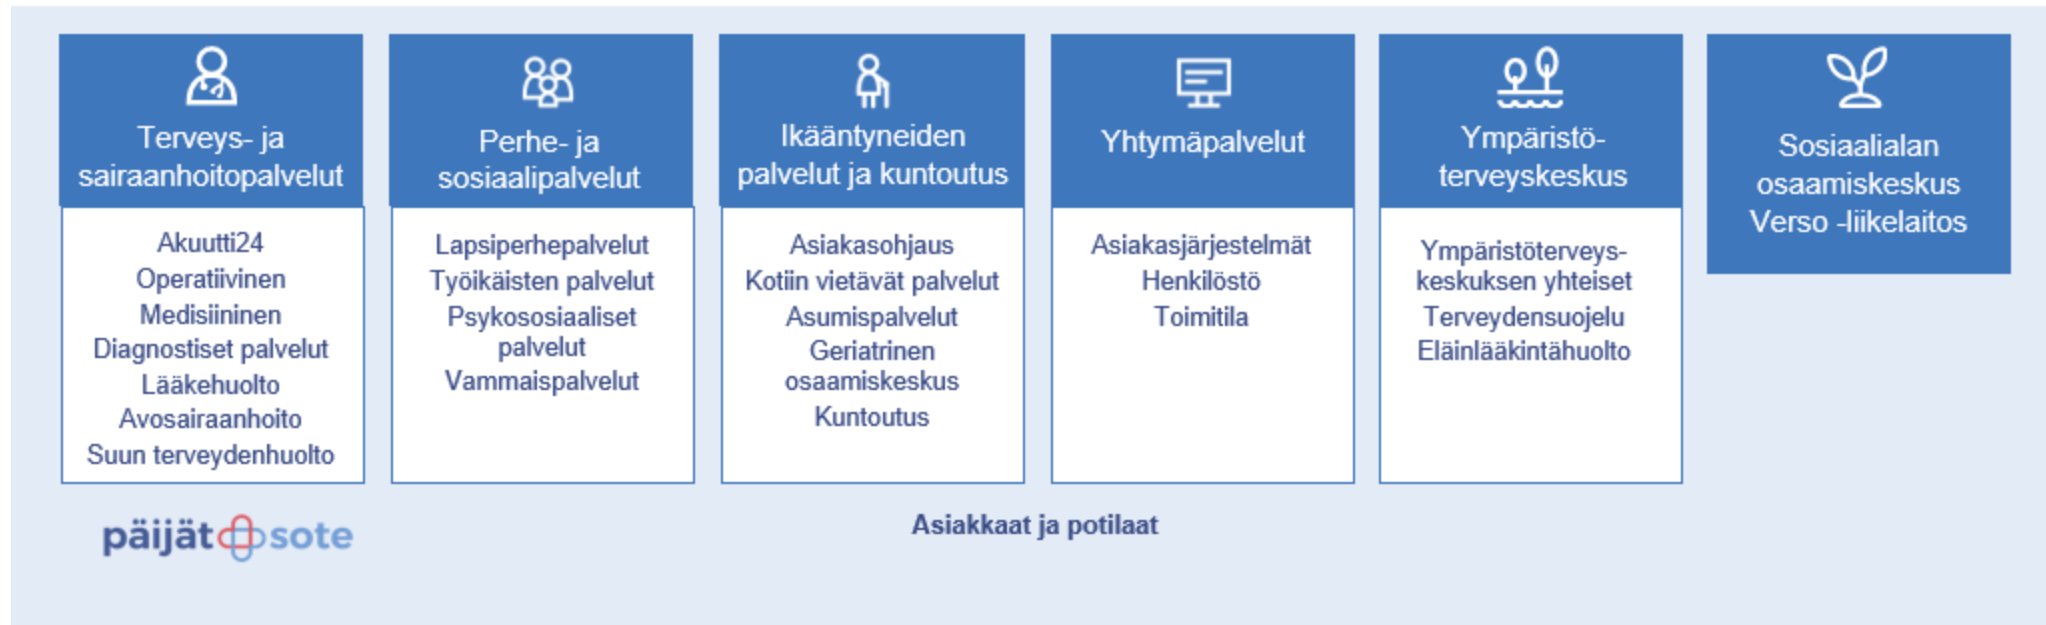 Terveys- ja
sairaanhoitopalvelut
Akuutti24
Operatiivinen
Medisiininen
Diagnostiset palvelut
Lääkehuolto
Avosairaanhoito
Suun terveydenhuolto
Perhe- ja
sosiaalipalvelut
Lapsiperhepalvelut
Työikäisten palvelut
Psykososiaaliset
palvelut
Vammaispalvelut
Ikääntyneiden
palvelut ja kuntoutus
Asiakasohjaus
Kotiin vietävät palvelut
Asumispalvelut
Geriatrinen
osaamiskeskus
Kuntoutus
Yhtymäpalvelut
Asiakasjärjestelmät
Henkilöstö
Toimitila
Ympäristö-
terveyskeskus
Ympäristöterveys-
keskuksen yhteiset
Terveydensuojelu
Eläinlääkintähuolto
Sosiaalialan
osaamiskeskus
Verso -liikelaitos
päijät sote
Asiakkaat ja potilaat